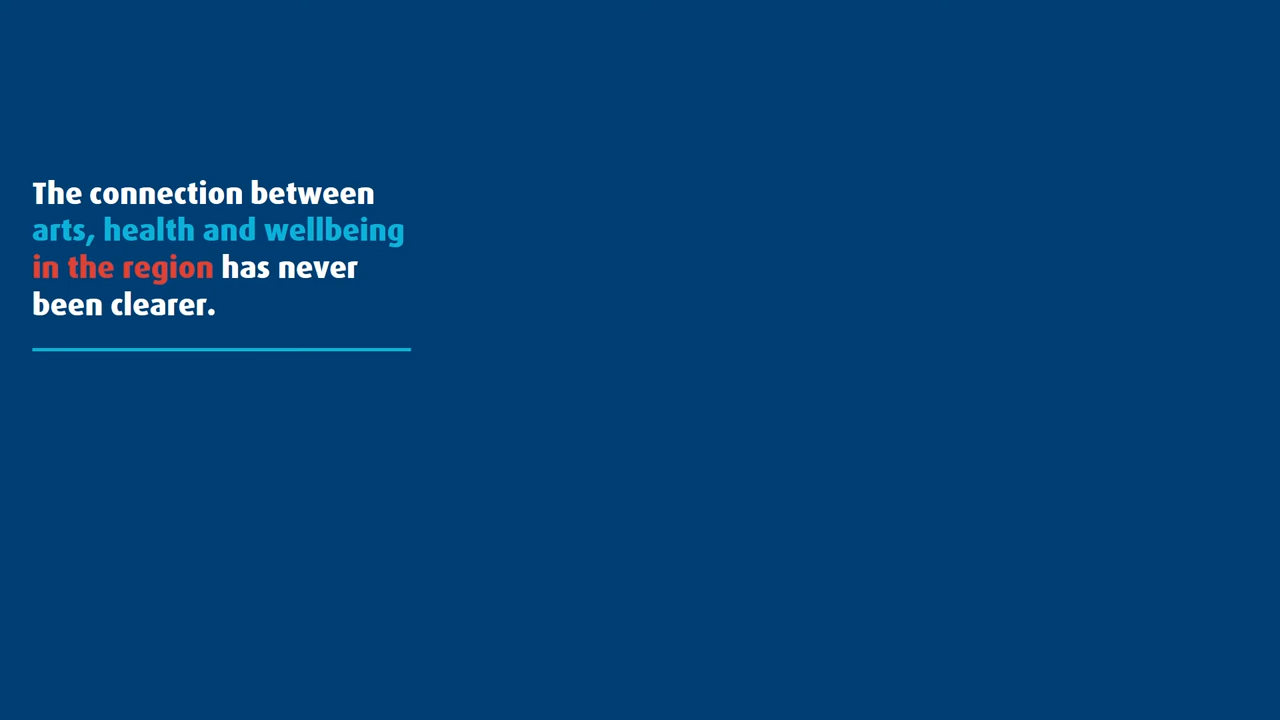 The connection between
arts, health and wellbeing
in the region has never
been clearer.